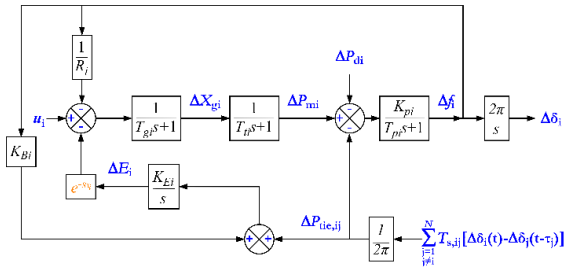 ΔP_di
1/R_i
u_i
+
-
-
1/(T_gi s+1)
ΔX_gi
1/(T_ti s+1)
ΔP_mi
+
-
-
K_pi/(T_pi s+1)
Δf_i
2π/s
Δδ_i
K_Bi
ΔE_i
K_Ei/s
ΔP_tie,ij
+
+
1/2π
∑_{j=1, j≠i}^{N} T_s,ij[Δδ_i(t)-Δδ_j(t-τ_j)]